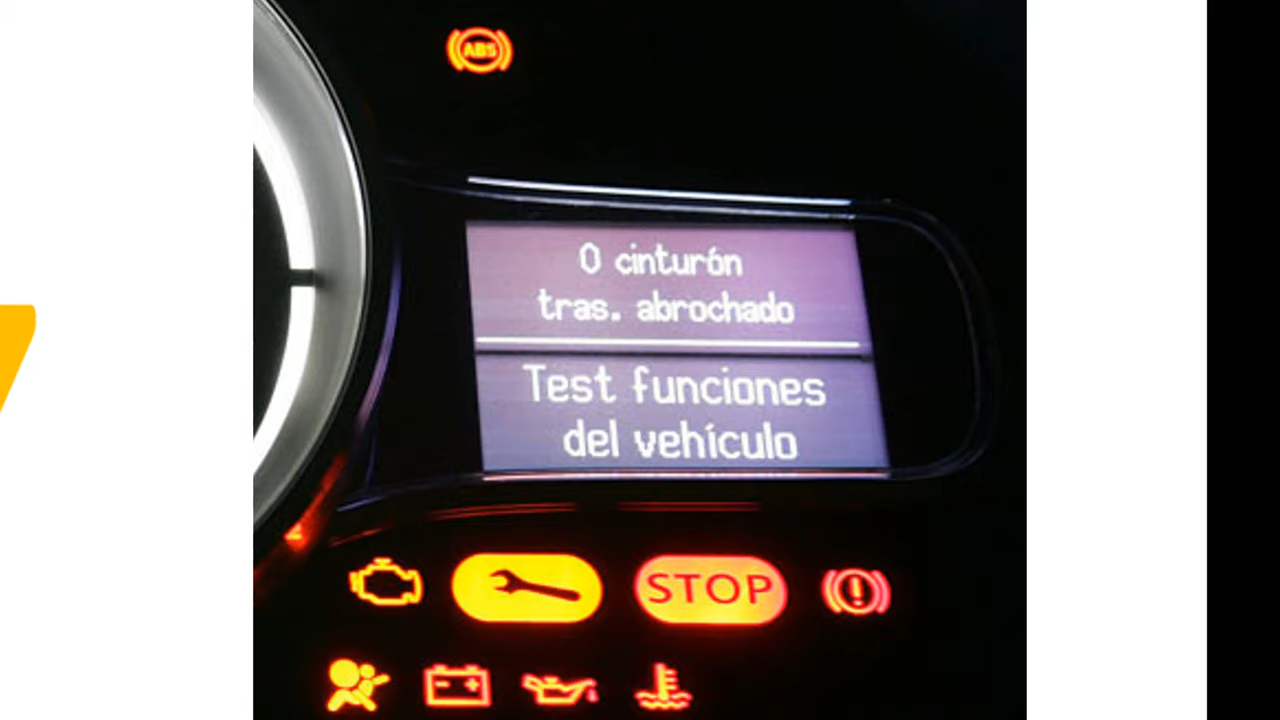 ABS
0 cinturón
tras. abrochado
Test funciones
del vehículo
STOP